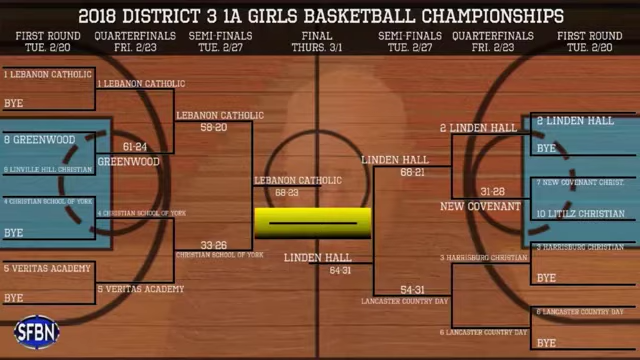 2018 DISTRICT 3 1A GIRLS BASKETBALL CHAMPIONSHIPS
FIRST ROUND
TUE. 2/20
QUARTERFINALS
FRI. 2/23
SEMI-FINALS
TUE. 2/27
FINAL
THURS. 3/1
SEMI-FINALS
TUE. 2/27
QUARTERFINALS
FRI. 2/23
FIRST ROUND
TUE. 2/20
1 LEBANON CATHOLIC
BYE
8 GREENWOOD
9 LINVILLE HILL CHRISTIAN
4 CHRISTIAN SCHOOL OF YORK
BYE
5 VERITAS ACADEMY
BYE
1 LEBANON CATHOLIC
61-24
GREENWOOD
4 CHRISTIAN SCHOOL OF YORK
5 VERITAS ACADEMY
LEBANON CATHOLIC
58-20
33-26
CHRISTIAN SCHOOL OF YORK
LEBANON CATHOLIC
68-23
LINDEN HALL
64-31
LINDEN HALL
68-21
54-31
LANCASTER COUNTRY DAY
2 LINDEN HALL
31-28
NEW COVENANT
3 HARRISBURG CHRISTIAN
6 LANCASTER COUNTRY DAY
2 LINDEN HALL
BYE
7 NEW COVENANT CHRIST.
10 LITILZ CHRISTIAN
3 HARRISBURG CHRISTIAN
BYE
6 LANCASTER COUNTRY DAY
BYE
SFBN